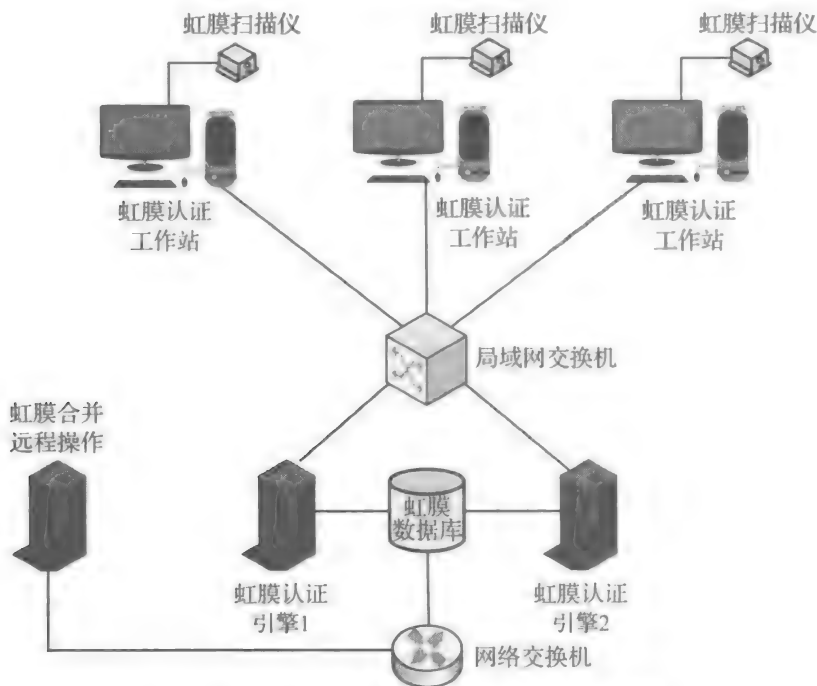 虹膜扫描仪
虹膜扫描仪
虹膜扫描仪
虹膜认证
工作站
虹膜认证
工作站
虹膜认证
工作站
局域网交换机
虹膜合并
远程操作
虹膜
数据库
虹膜认证
引擎1
虹膜认证
引擎2
网络交换机